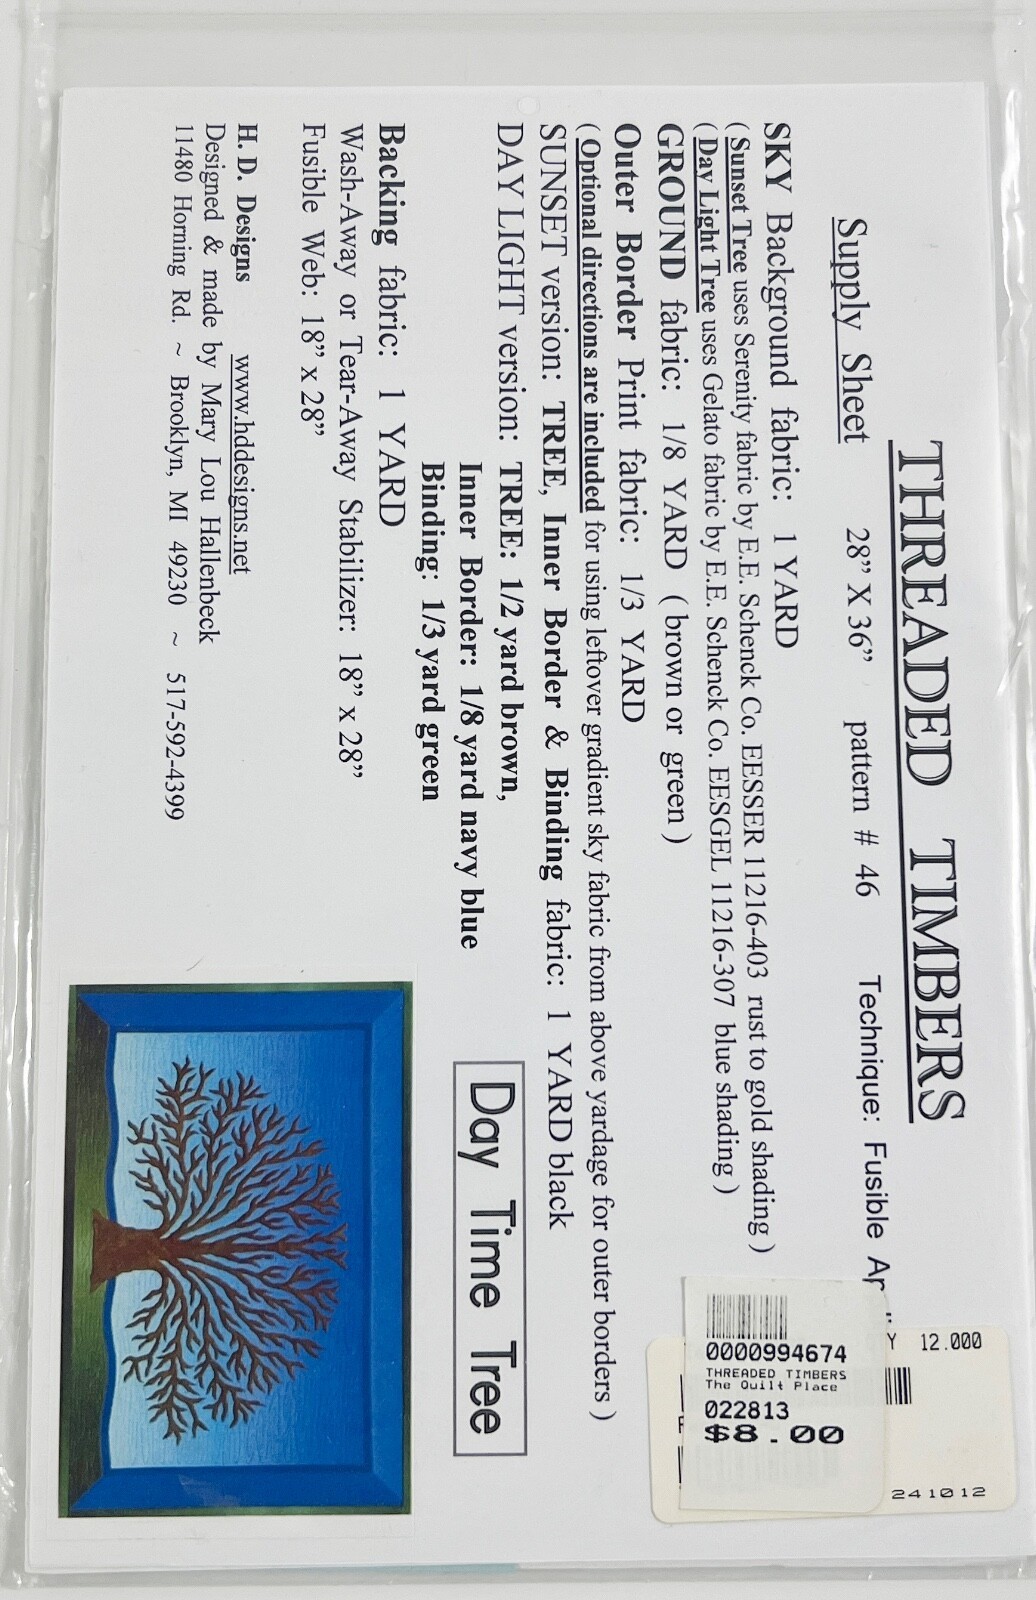 THREADED TIMBERS
Supply Sheet 28” X 36” pattern # 46 Technique: Fusible
SKY Background fabric: 1 YARD
( Sunset Tree uses Serenity fabric by E.E. Schenck Co. EESSER 11216-403 rust to gold shading )
( Day Light Tree uses Gelato fabric by E.E. Schenck Co. EESGEL 11216-307 blue shading )
GROUND fabric: 1/8 YARD ( brown or green )
Outer Border Print fabric: 1/3 YARD
( Optional directions are included for using leftover gradient sky fabric from above yardage for outer borders )
SUNSET version: TREE, Inner Border & Binding fabric: 1 YARD black
DAY LIGHT version: TREE: 1/2 yard brown,
Inner Border: 1/8 yard navy blue
Binding: 1/3 yard green
Backing fabric: 1 YARD
Wash-Away or Tear-Away Stabilizer: 18” x 28”
Fusible Web: 18” x 28”
H. D. Designs www.hddesigns.net
Designed & made by Mary Lou Hallenbeck
11480 Horning Rd. ~ Brooklyn, MI 49230 ~ 517-592-4399
Day Time Tree
Y 12.000
0000994674
THREADED TIMBERS
The Quilt Place
022813
$8.00
241012